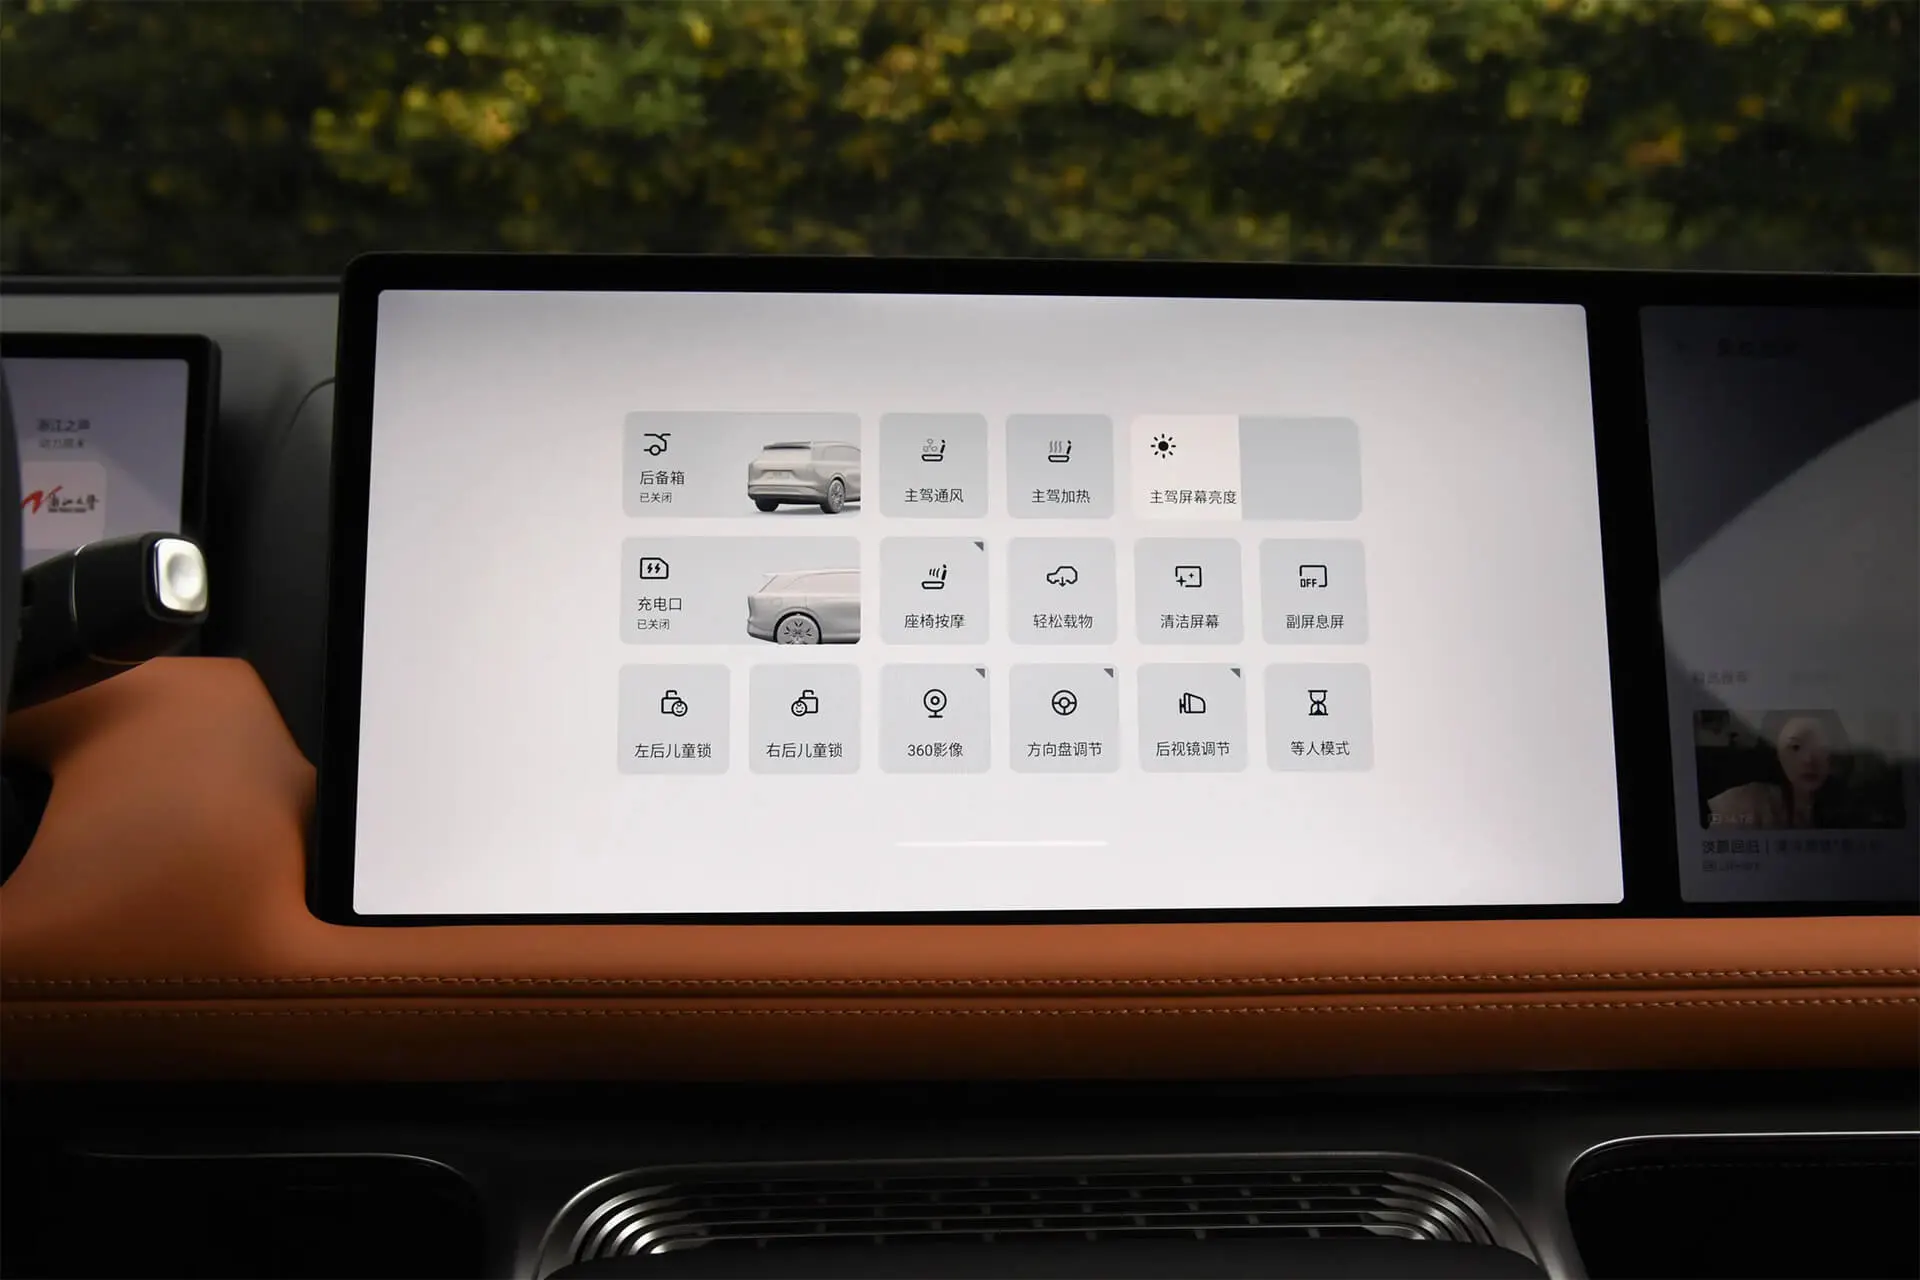 浙江之声
后备箱
已关闭
主驾通风
主驾加热
主驾屏幕亮度
充电口
已关闭
座椅按摩
轻松载物
清洁屏幕
OFF
副屏息屏
左后儿童锁
右后儿童锁
360影像
方向盘调节
后视镜调节
等人模式